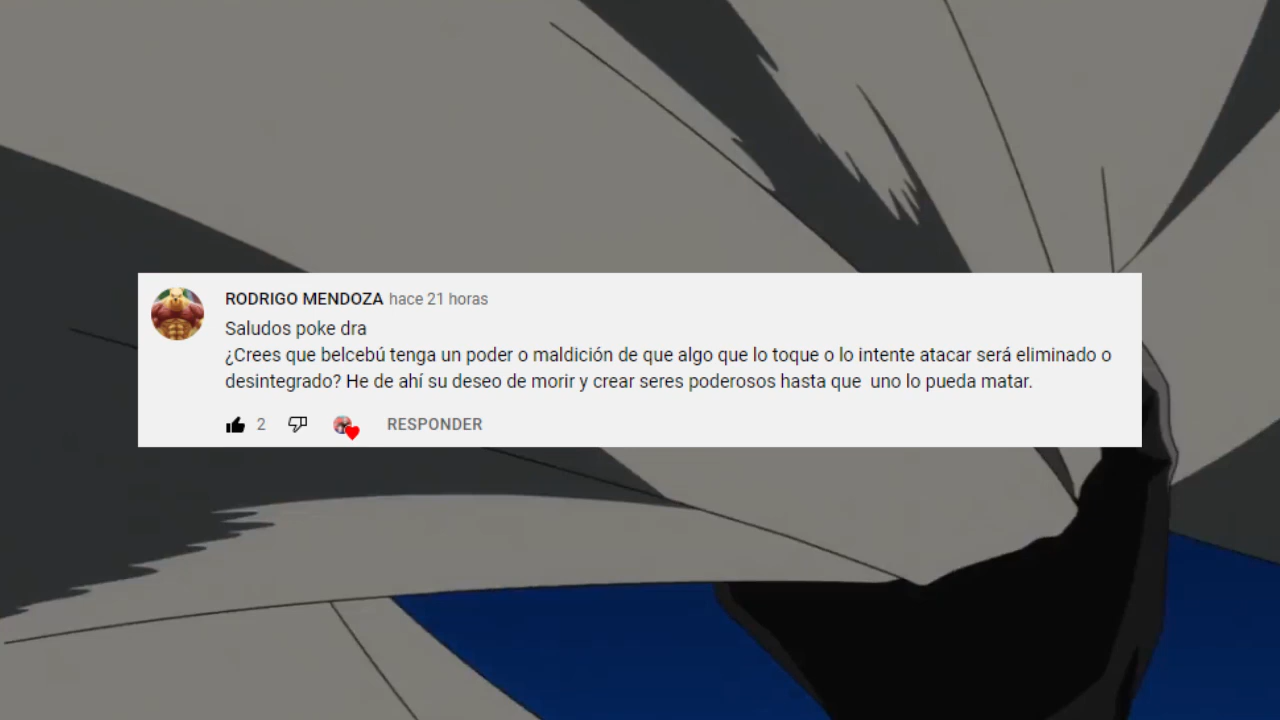 RODRIGO MENDOZA hace 21 horas
Saludos poke dra
¿Crees que belcebú tenga un poder o maldición de que algo que lo toque o lo intente atacar será eliminado o
desintegrado? He de ahí su deseo de morir y crear seres poderosos hasta que  uno lo pueda matar.
2 RESPONDER